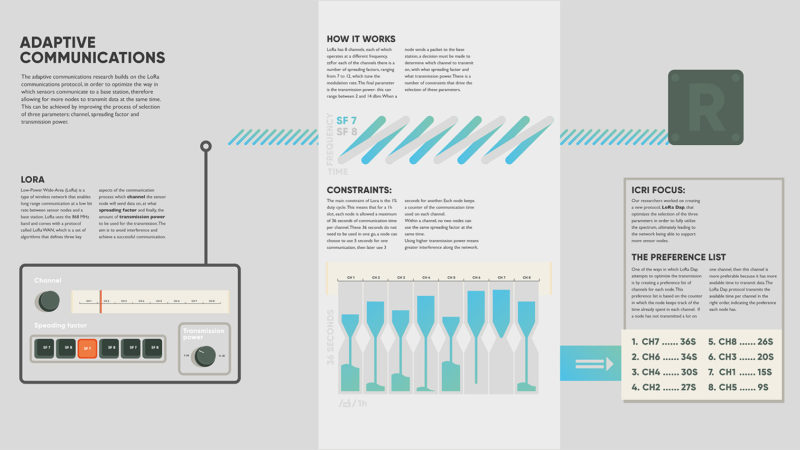 ADAPTIVE
COMMUNICATIONS
The adaptive communications research builds on the LoRa
communications protocol, in order to optimize the way in
which sensors communicate to a base station, therefore
allowing for more nodes to transmit data at the same time.
This can be achieved by improving the process of selection
of three parameters: channel, spreading factor and
transmission power.
LORA
Low-Power Wide-Area (LoRa) is a
type of wireless network that enables
long range communication at a low bit
rate between sensor nodes and a
base station. LoRa uses the 868 MHz
band and comes with a protocol
called LoRa WAN, which is a set of
algorithms that defines three key
aspects of the communication
process: which channel the sensor
node will send data on, at what
spreading factor and finally, the
amount of transmission power
to be used for the transmission. The
aim is to avoid interference and
achieve a successful communication.
Channel
CH 1 CH 2 CH 3 CH 4 CH 5 CH 6 CH 7 CH 8
Speading factor
SF 7
SF 8
SF 9
SF
SF
SF
Transmission
power
HOW IT WORKS
LoRa has 8 channels, each of which
operates at a different frequency.
For each of the channels there is a
number of spreading factors, ranging
from 7 to 12, which tune the
modulation rate. The final parameter
is the transmission power: this can
range between 2 and 14 dBm. When a
node sends a packet to the base
station, a decision must be made to
determine which channel to transmit
on, with what spreading factor and
what transmission power. There is a
number of constraints that drive the
selection of these parameters.
FREQUENCY
SF 7
SF 8
TIME
CONSTRAINTS:
The main constraint of Lora is the 1%
duty cycle. This means that for a 1h
slot, each node is allowed a maximum
of 36 seconds of communication time
per channel. These 36 seconds do not
need to be used in one go, a node can
choose to use 5 seconds for one
communication, then later use 3
seconds for another. Each node keeps
a counter of the communication time
used on each channel.
Within a channel, no two nodes can
use the same spreading factor at the
same time.
Using higher transmission power means
greater interference along the network.
CH 1 CH 2 CH 3 CH 4 CH 5 CH 6 CH 7 CH 8
36 SECONDS
/ 1h
R
ICRI FOCUS:
Our researchers worked on creating
a new protocol, LoRa Dap, that
optimizes the selection of the three
parameters in order to fully utilize
the spectrum, ultimately leading to
the network being able to support
more sensor nodes.
THE PREFERENCE LIST
One of the ways in which LoRa Dap
attempts to optimize the transmission
is by creating a preference list of
channels for each node. This
preference list is based on the counter
in which the node keeps track of the
time already spent in each channel. If
a node has not transmitted a lot on
one channel, then this channel is
more preferable because it has more
available time to transmit data. The
LoRa Dap protocol transmits the
available time per channel in the
right order, indicating the preference
each node has.
1. CH7 ...... 36S
2. CH6 ...... 34S
3. CH4 ...... 30S
4. CH2 ...... 27S
5. CH8 ...... 26S
6. CH3 ...... 20S
7. CH1 ...... 15S
8. CH5 ...... 9S